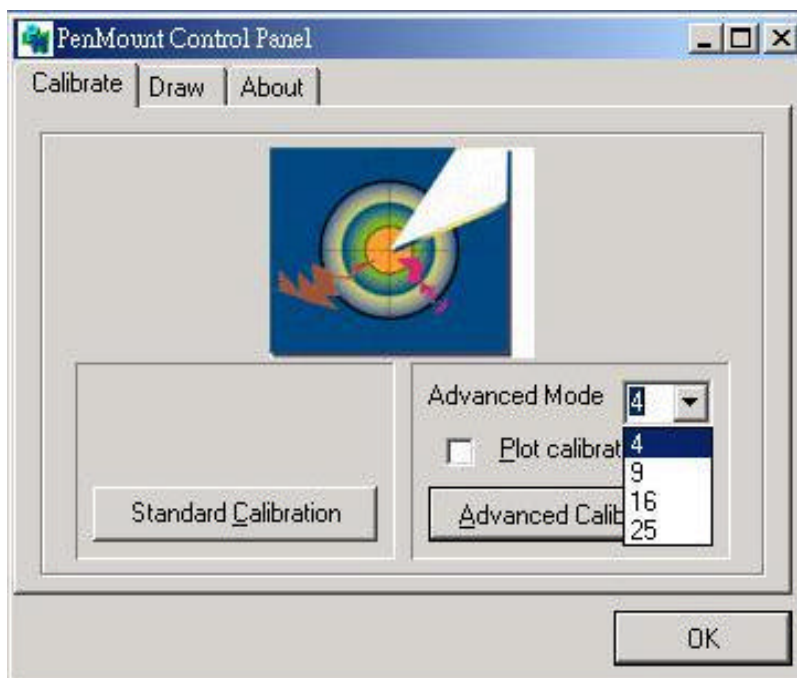 PenMount Control Panel
Calibrate Draw About
Advanced Mode 4
Plot calibrat
4
9
16
25
Standard Calibration
Advanced Calib
OK